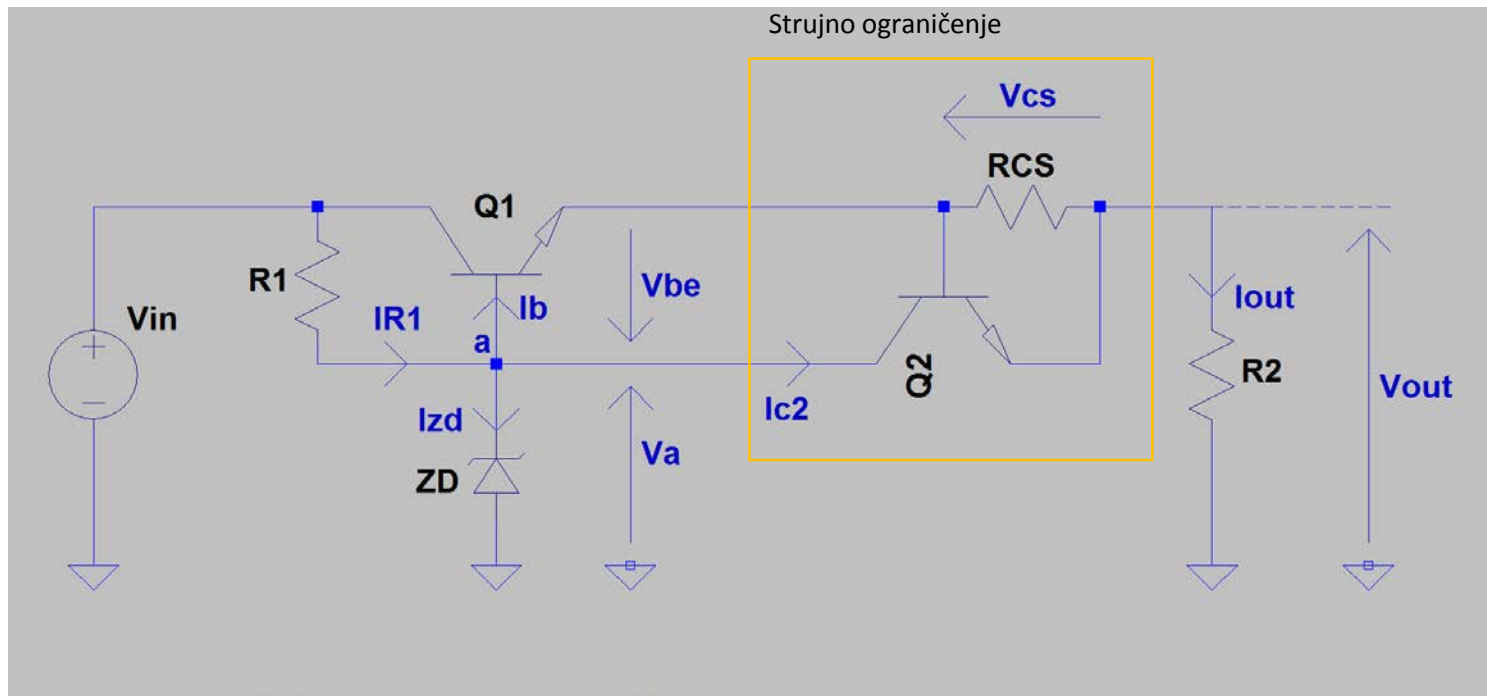 Strujno ograničenje
Vcs
RCS
Q1
R1
Vbe
Iout
Vin
IR1
Ib
a
Q2
R2
Ic2
Vout
Izd
Va
ZD